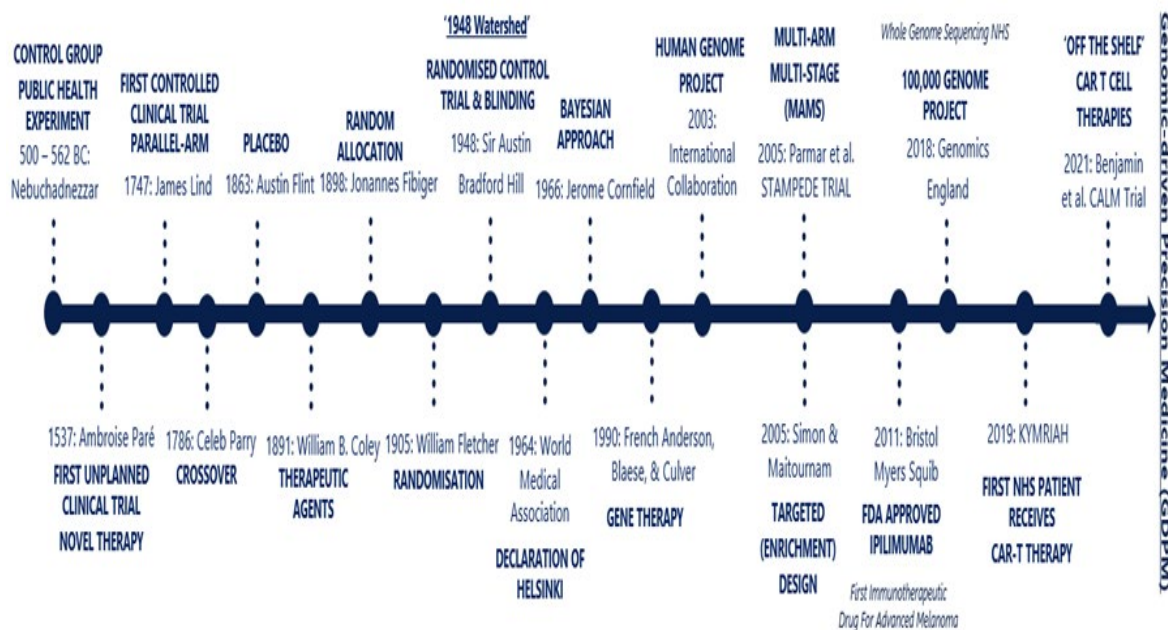 CONTROL GROUP
PUBLIC HEALTH
EXPERIMENT
500 – 562 BC:
Nebuchadnezzar
FIRST CONTROLLED
CLINICAL TRIAL
PARALLEL-ARM
1747: James Lind
PLACEBO
1863: Austin Flint
RANDOM
ALLOCATION
1898: Jonannes Fibiger
'1948 Watershed'
RANDOMISED CONTROL
TRIAL & BLINDING
1948: Sir Austin
Bradford Hill
BAYESIAN
APPROACH
1966: Jerome Cornfield
HUMAN GENOME
PROJECT
2003:
International
Collaboration
MULTI-ARM
MULTI-STAGE
(MAMS)
2005: Parmar et al.
STAMPEDE TRIAL
Whole Genome Sequencing NHS
100,000 GENOME
PROJECT
2018: Genomics
England
'OFF THE SHELF'
CAR T CELL
THERAPIES
2021: Benjamin
et al. CALM Trial
1537: Ambroise Paré
FIRST UNPLANNED
CLINICAL TRIAL
NOVEL THERAPY
1786: Celeb Parry
CROSSOVER
1891: William B. Coley
THERAPEUTIC
AGENTS
1905: William Fletcher
RANDOMISATION
1964: World
Medical
Association
DECLARATION OF
HELSINKI
1990: French Anderson,
Blaese, & Culver
GENE THERAPY
2005: Simon &
Maitournam
TARGETED
(ENRICHMENT)
DESIGN
2011: Bristol
Myers Squib
FDA APPROVED
IPILIMUMAB
First Immunotherapeutic
Drug For Advanced Melanoma
2019: KYMRIAH
FIRST NHS PATIENT
RECEIVES
CAR-T THERAPY
Genomic-driven Precision Medicine (GDPM)